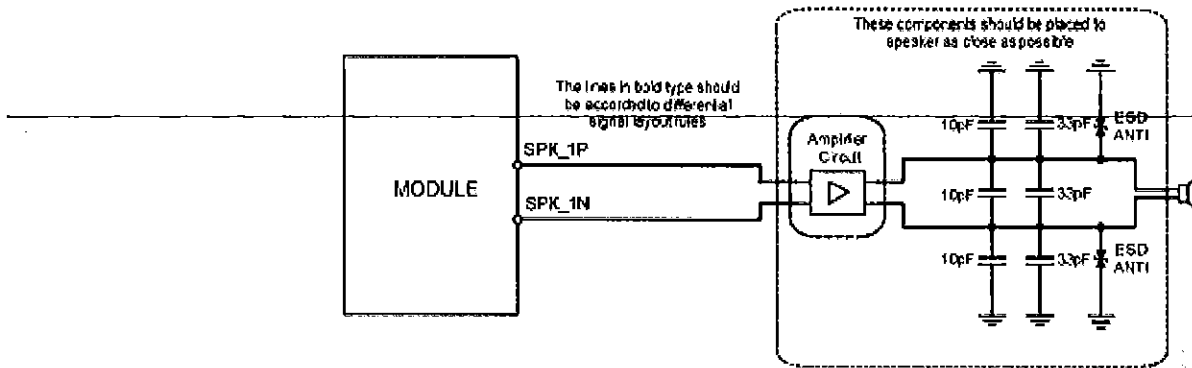 These components should be placed to
speaker as close as possible
The lines in bold type should
be accorded to differential
signal layout rules
10pF
33pF
ESD
ANTI
Amplifier
Circuit
SPK_1P
MODULE
10pF
33pF
SPK_1N
10pF
33pF
ESD
ANTI